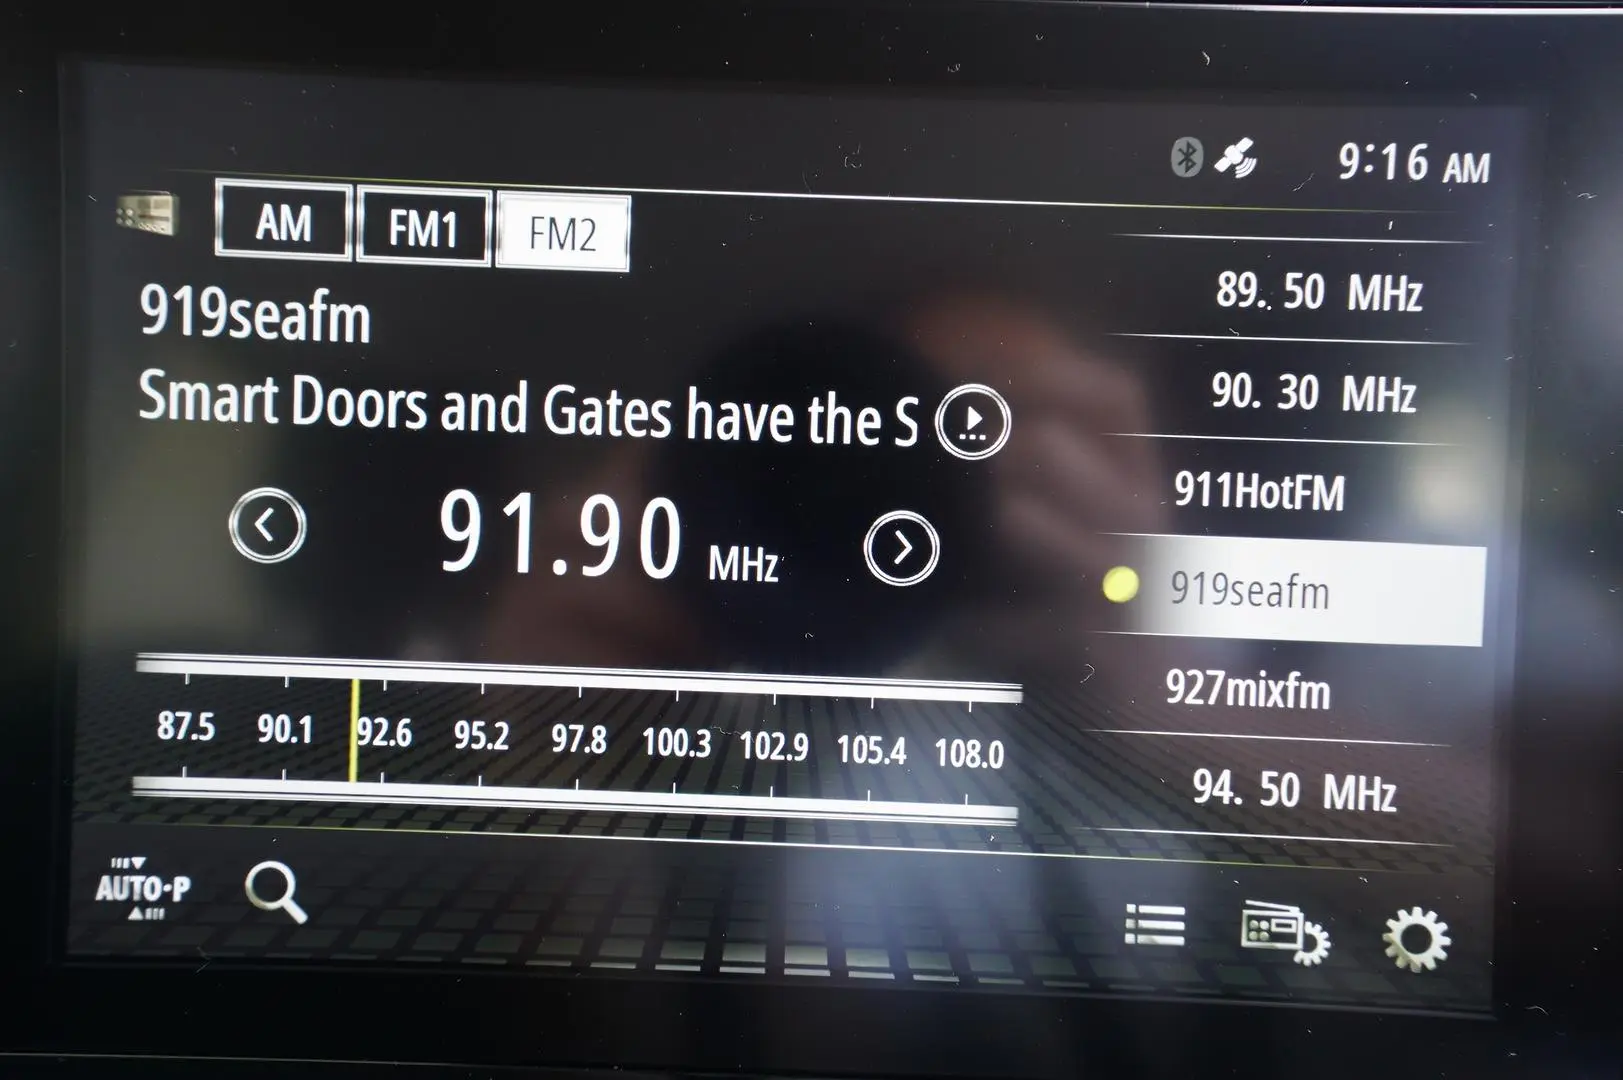 9:16 AM
AM FM1 FM2
919seafm
Smart Doors and Gates have the S
91.90 MHz
87.5 90.1 92.6 95.2 97.8 100.3 102.9 105.4 108.0
AUTO-P
89. 50 MHz
90. 30 MHz
911HotFM
919seafm
927mixfm
94. 50 MHz